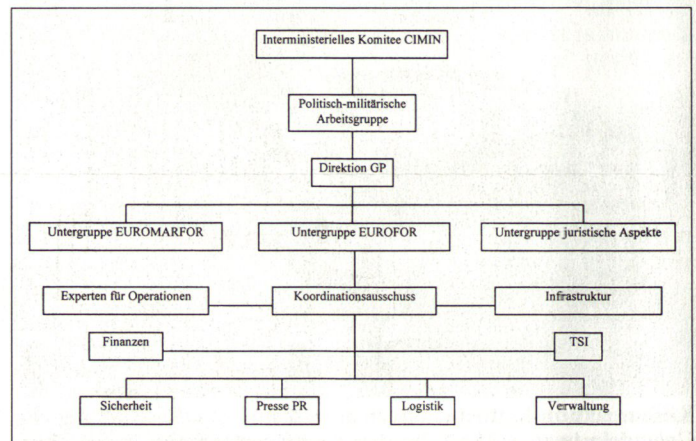 Interministerielles Komitee CIMIN
Politisch-militärische
Arbeitsgruppe
Direktion GP
Untergruppe EUROMARFOR
Untergruppe EUROFOR
Untergruppe juristische Aspekte
Experten für Operationen
Koordinationsausschuss
Infrastruktur
Finanzen
TSI
Sicherheit
Presse PR
Logistik
Verwaltung